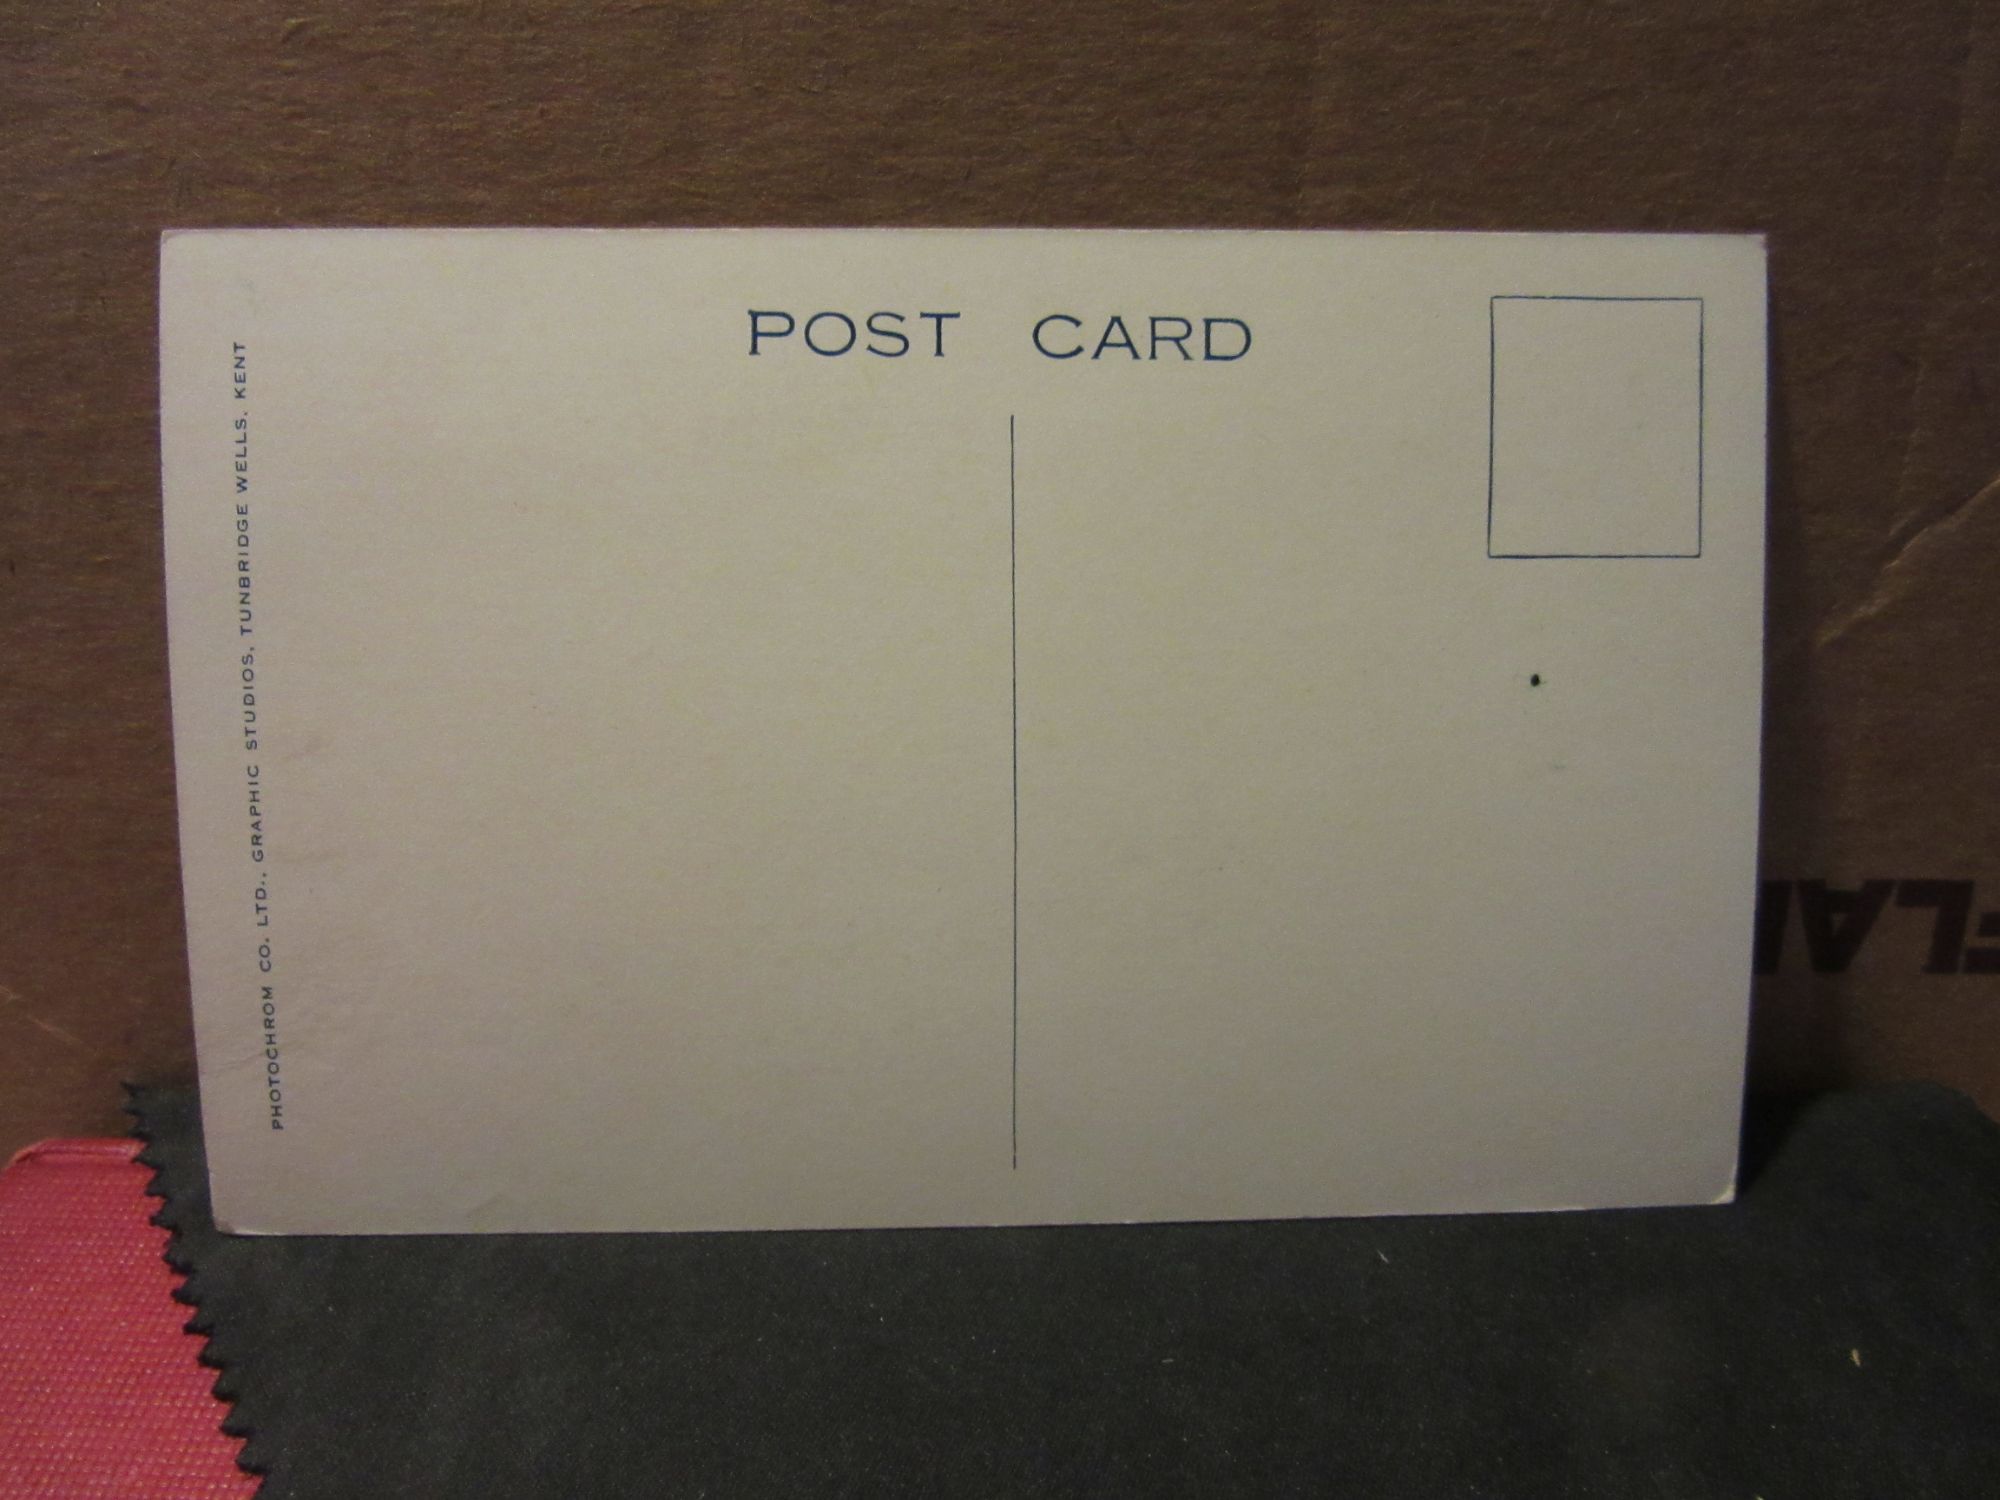 POST CARD
PHOTOCHROM CO. LTD., GRAPHIC STUDIOS, TUNBRIDGE WELLS, KENT